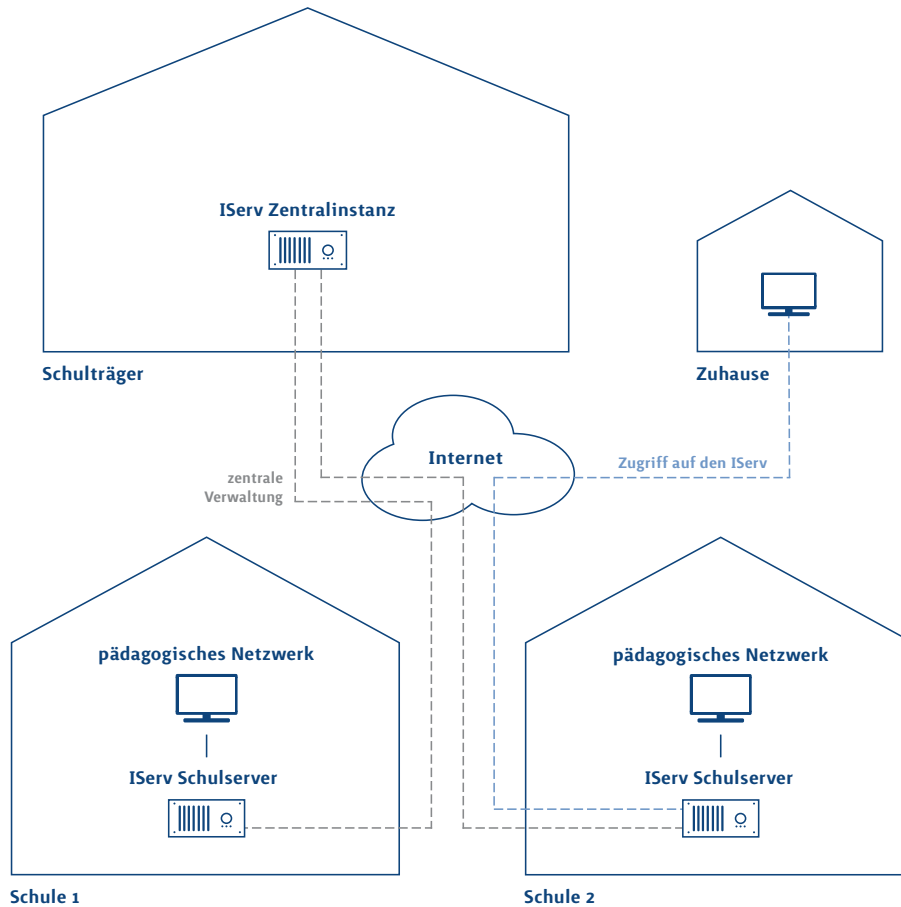 IServ Zentralinstanz
Schulträger
Zuhause
Internet
Zugriff auf den IServ
zentrale
Verwaltung
pädagogisches Netzwerk
IServ Schulserver
Schule 1
pädagogisches Netzwerk
IServ Schulserver
Schule 2